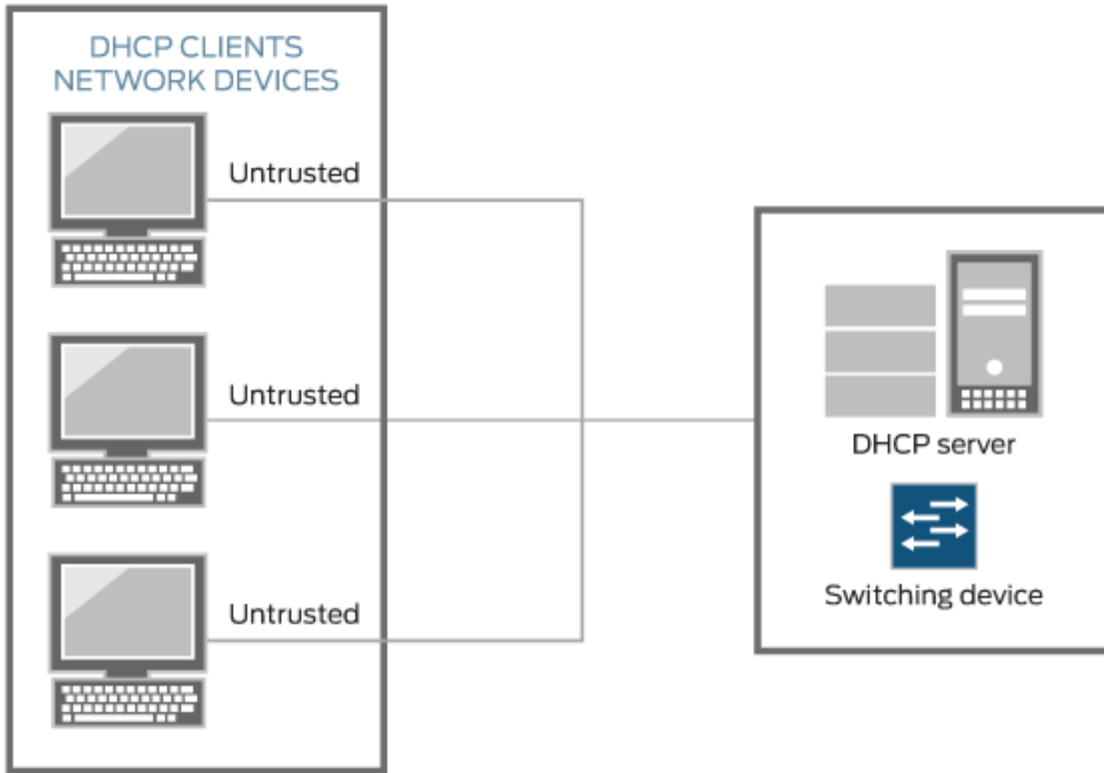 DHCP CLIENTS
NETWORK DEVICES
Untrusted
Untrusted
Untrusted
DHCP server
Switching device